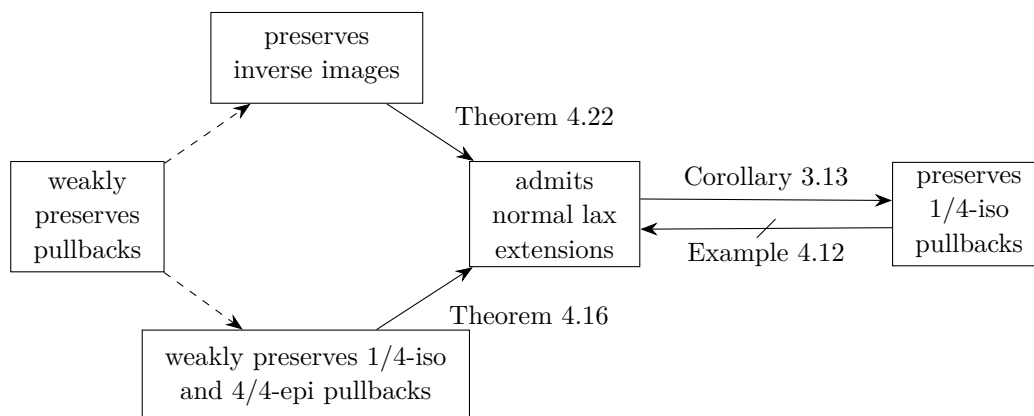 preserves
inverse images
Theorem 4.22
weakly
preserves
pullbacks
admits
normal lax
extensions
Corollary 3.13
Example 4.12
preserves
1/4-iso
pullbacks
Theorem 4.16
weakly preserves 1/4-iso
and 4/4-epi pullbacks